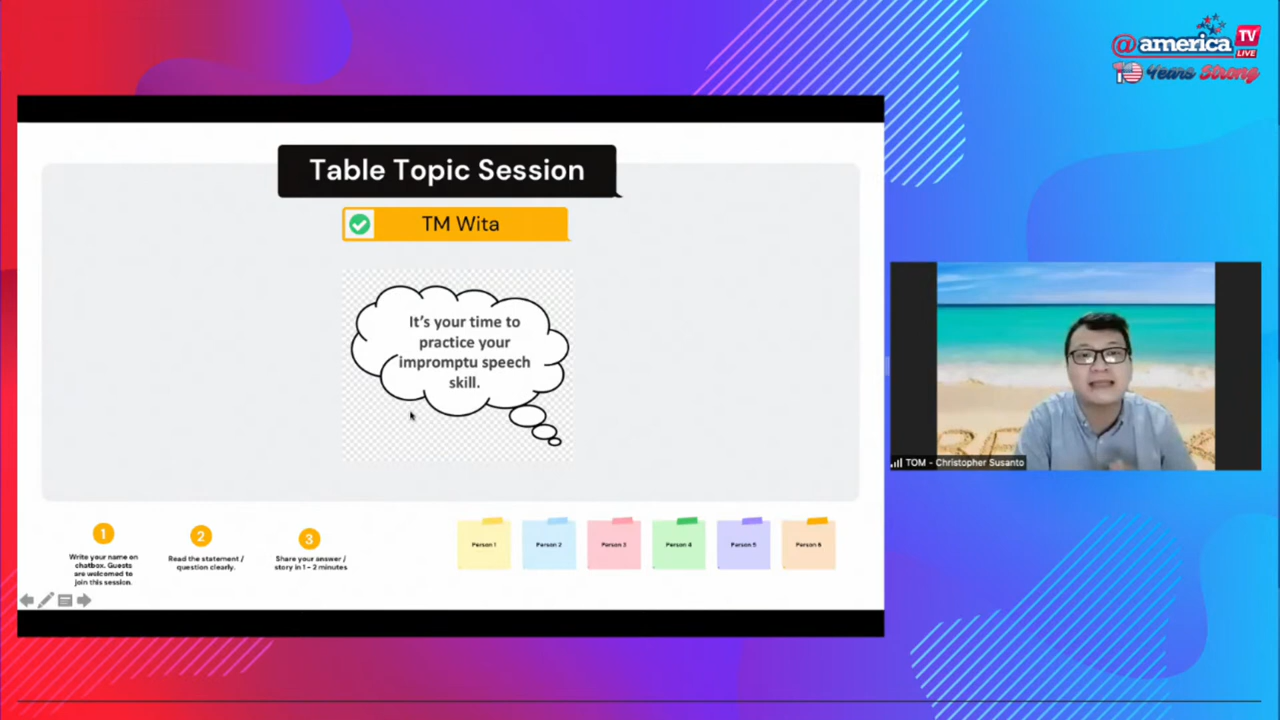 @america TV
LIVE
10 Years Strong
Table Topic Session
TM Wita
It's your time to
practice your
impromptu speech
skill.
TOM - Christopher Susanto
1
Write your name on
chatbox. Guests
are welcomed to
join this session.
2
Read the statement /
question clearly.
3
Share your answer /
story in 1 - 2 minutes
Person 1
Person 2
Person 3
Person 4
Person 5
Person 6